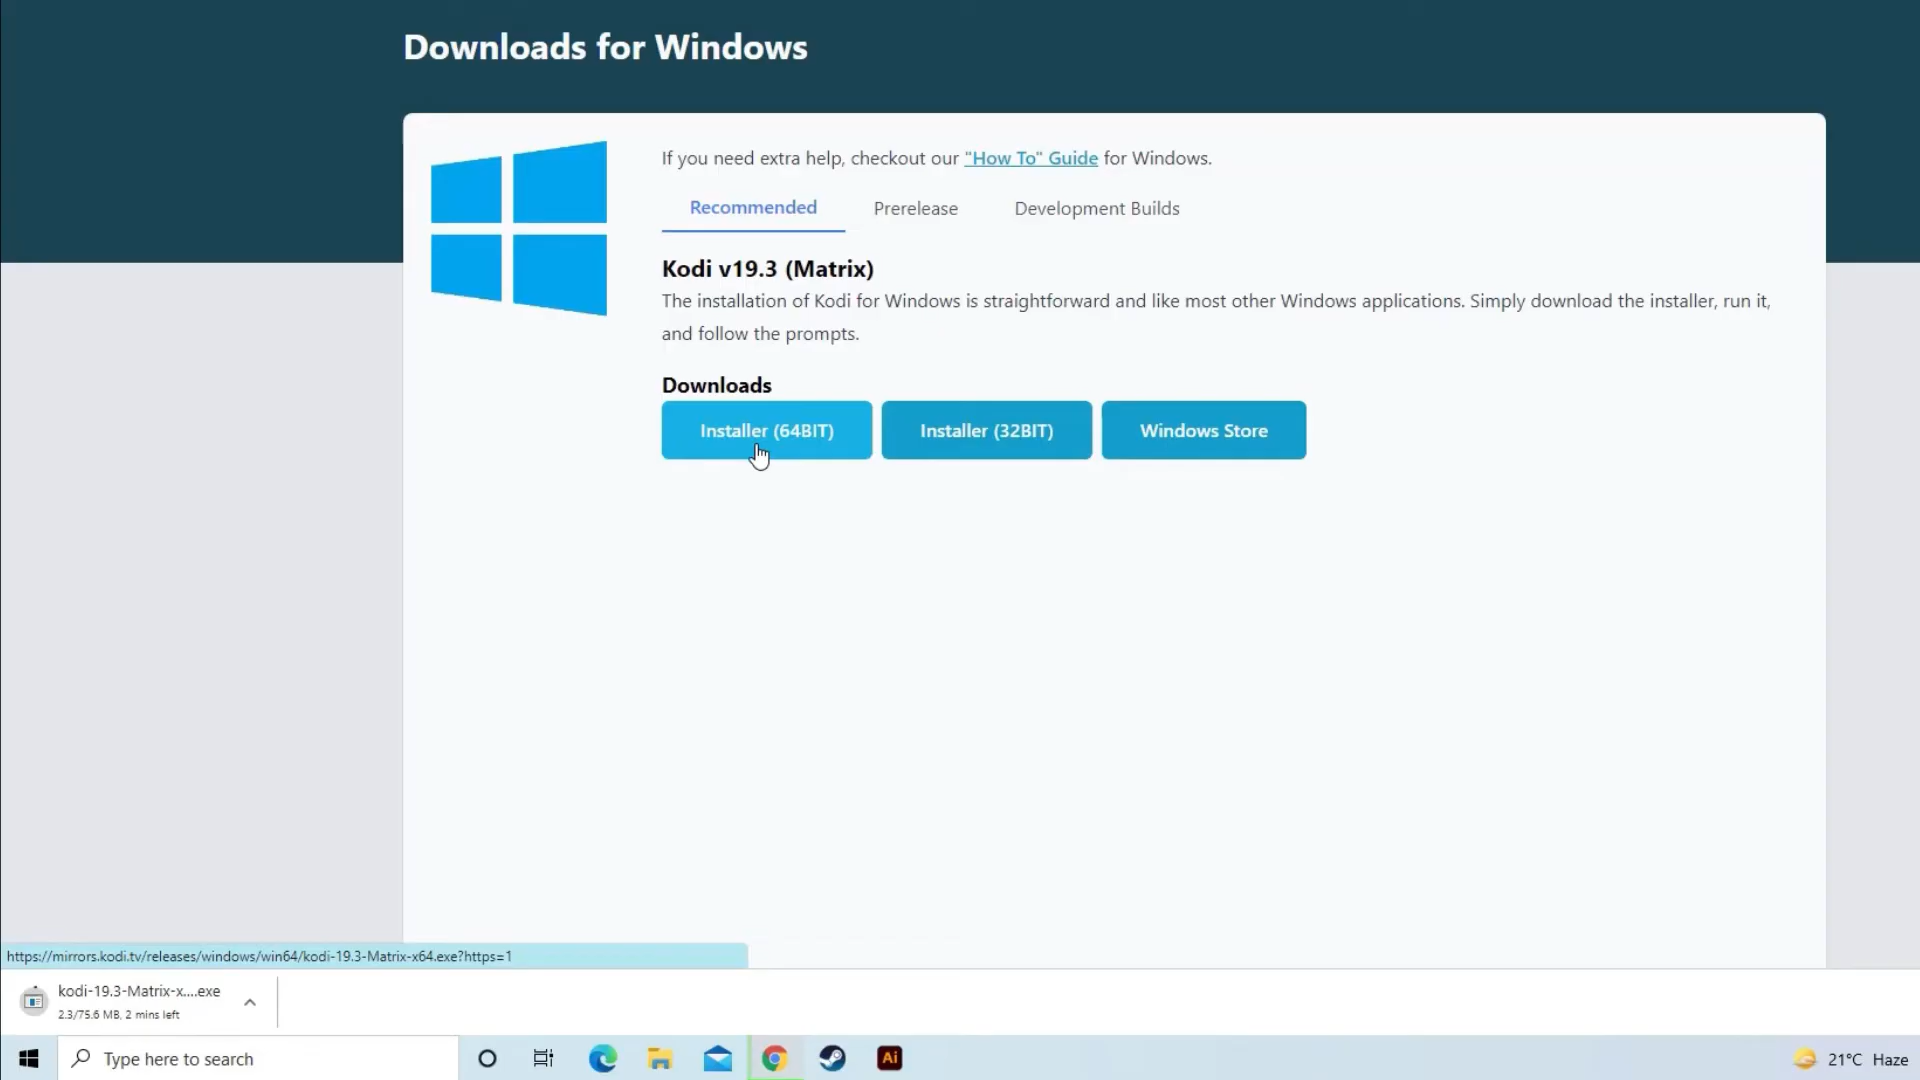 Downloads for Windows
If you need extra help, checkout our "How To" Guide for Windows.
Recommended
Prerelease
Development Builds
Kodi v19.3 (Matrix)
The installation of Kodi for Windows is straightforward and like most other Windows applications. Simply download the installer, run it,
and follow the prompts.
Downloads
Installer (64BIT)
Installer (32BIT)
Windows Store
https://mirrors.kodi.tv/releases/windows/win64/kodi-19.3-Matrix-x64.exe?https=1
kodi-19.3-Matrix-x....exe
2.3/75.6 MB, 2 mins left
Type here to search
Ai
21°C Haze